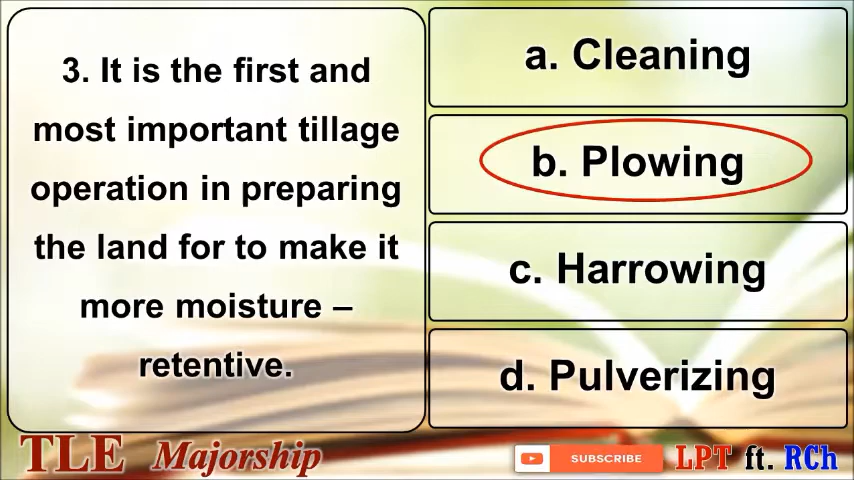 3. It is the first and
most important tillage
operation in preparing
the land for to make it
more moisture –
retentive.
a. Cleaning
b. Plowing
c. Harrowing
d. Pulverizing
TLE Majorship
SUBSCRIBE
LPT ft. RCh